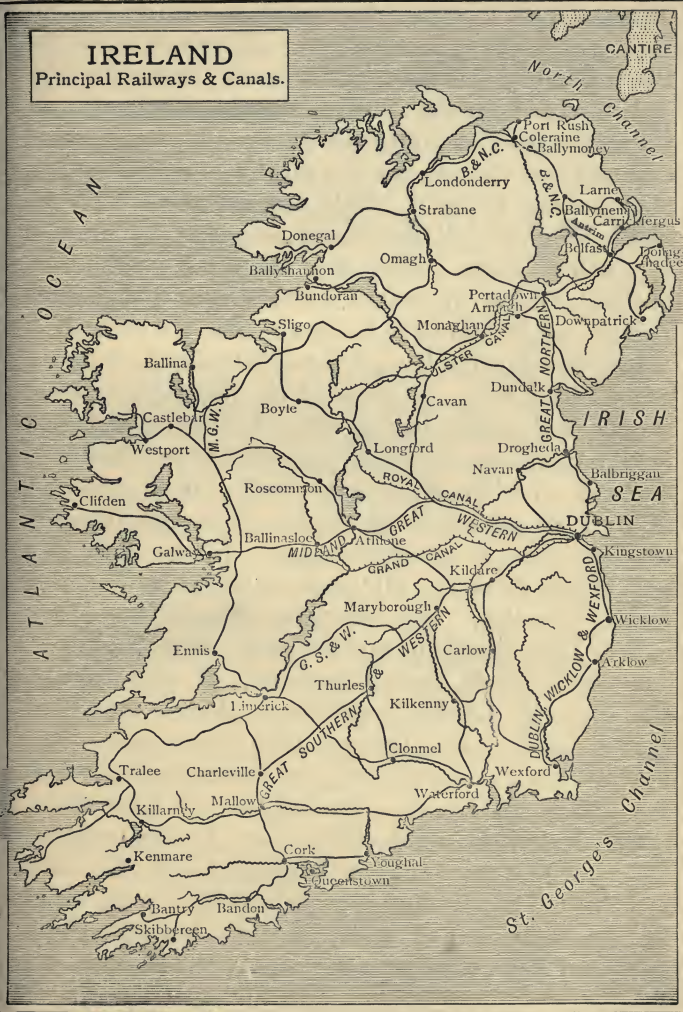 IRELAND
Principal Railways & Canals.
CANTIRE
North Channel
Port Rush
Coleraine
Ballymoney
B.&N.C.
B.&N.C
Londonderry
Larne
Strabane
Ballymen
Carrickfergus
Antrim
Donegal
Belfast
Donag
hadee
Omagh
Ballyshannon
Bundoran
Portadown
Armagh
Downpatrick
Monaghan
ULSTER CANAL
Sligo
ATLANTIC OCEAN
Ballina
GREAT NORTHERN
Dundalk
Cavan
Boyle
M.G.W.
Castlebar
IRISH SEA
Westport
Longford
Drogheda
Navan
Balbriggan
ROYAL CANAL
Roscommon
Clifden
DUBLIN
Ballinasloe
MIDLAND GREAT WESTERN
Athlone
Galway
Kingstown
GRAND CANAL
Kildare
Maryborough
Wicklow
Ennis
G. S. & W.
Carlow
Arklow
DUBLIN, WICKLOW & WEXFORD
Thurles
Kilkenny
Limerick
GREAT SOUTHERN & WESTERN
Clonmel
Tralee
Charleville
Wexford
Mallow
Waterford
Killarney
St. George's Channel
Kenmare
Cork
Youghal
Queenstown
Bantry
Bandon
Skibbereen